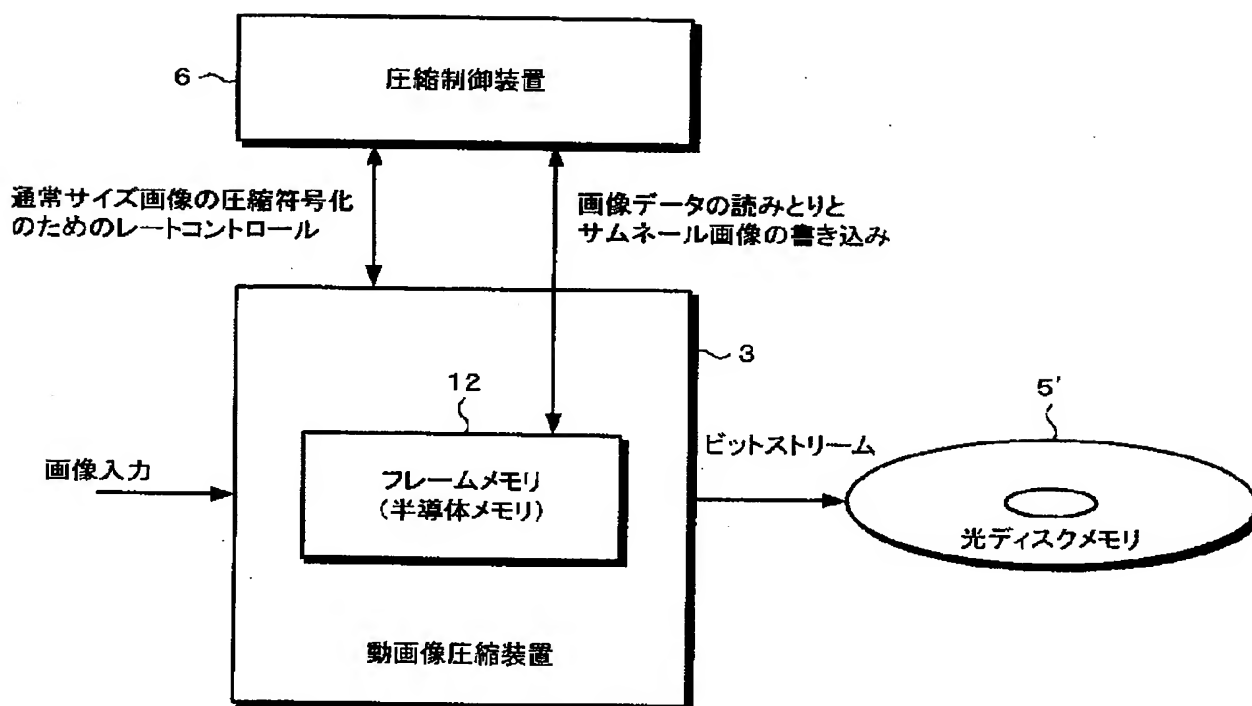 6
圧縮制御装置
通常サイズ画像の圧縮符号化
のためのレートコントロール
画像データの読みとりと
サムネール画像の書き込み
3
12
5'
画像入力
フレームメモリ
(半導体メモリ)
ビットストリーム
光ディスクメモリ
動画像圧縮装置